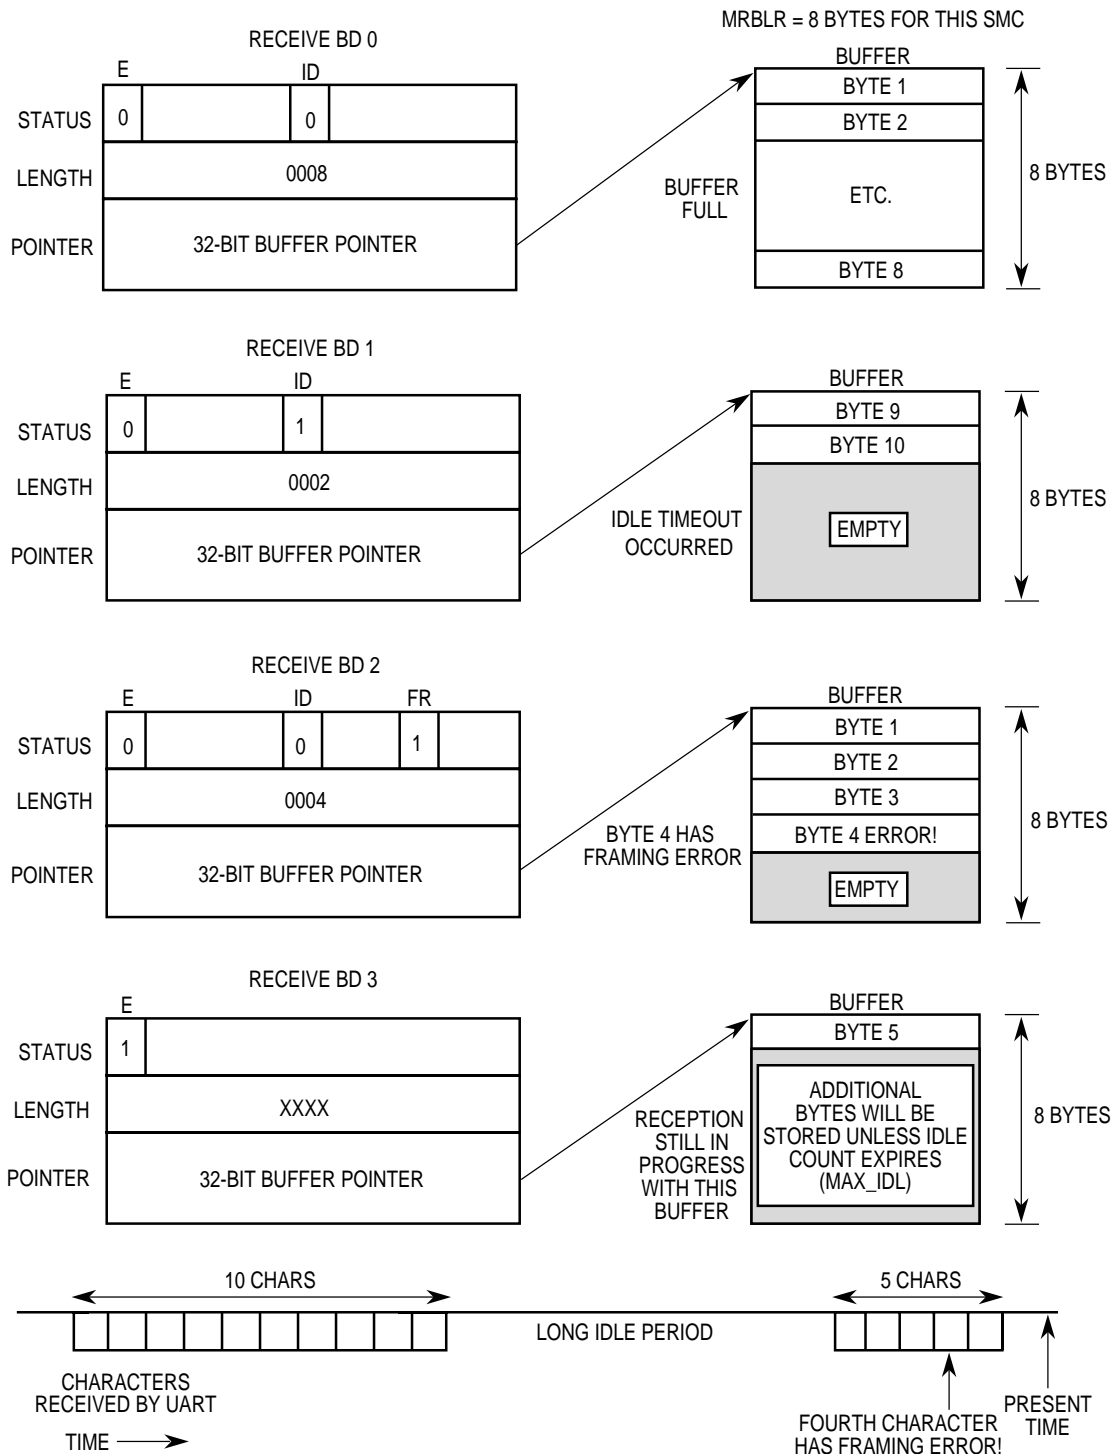 MRBLR = 8 BYTES FOR THIS SMC
RECEIVE BD 0
E
ID
STATUS
0
0
LENGTH
0008
POINTER
32-BIT BUFFER POINTER
BUFFER
FULL
BUFFER
BYTE 1
BYTE 2
ETC.
BYTE 8
8 BYTES
RECEIVE BD 1
E
ID
STATUS
0
1
LENGTH
0002
POINTER
32-BIT BUFFER POINTER
IDLE TIMEOUT
OCCURRED
BUFFER
BYTE 9
BYTE 10
EMPTY
8 BYTES
RECEIVE BD 2
E
ID
FR
STATUS
0
0
1
LENGTH
0004
POINTER
32-BIT BUFFER POINTER
BYTE 4 HAS
FRAMING ERROR
BUFFER
BYTE 1
BYTE 2
BYTE 3
BYTE 4 ERROR!
EMPTY
8 BYTES
RECEIVE BD 3
E
STATUS
1
LENGTH
XXXX
POINTER
32-BIT BUFFER POINTER
RECEPTION
STILL IN
PROGRESS
WITH THIS
BUFFER
BUFFER
BYTE 5
ADDITIONAL
BYTES WILL BE
STORED UNLESS IDLE
COUNT EXPIRES
(MAX_IDL)
8 BYTES
10 CHARS
5 CHARS
LONG IDLE PERIOD
CHARACTERS
RECEIVED BY UART
TIME
FOURTH CHARACTER
HAS FRAMING ERROR!
PRESENT
TIME